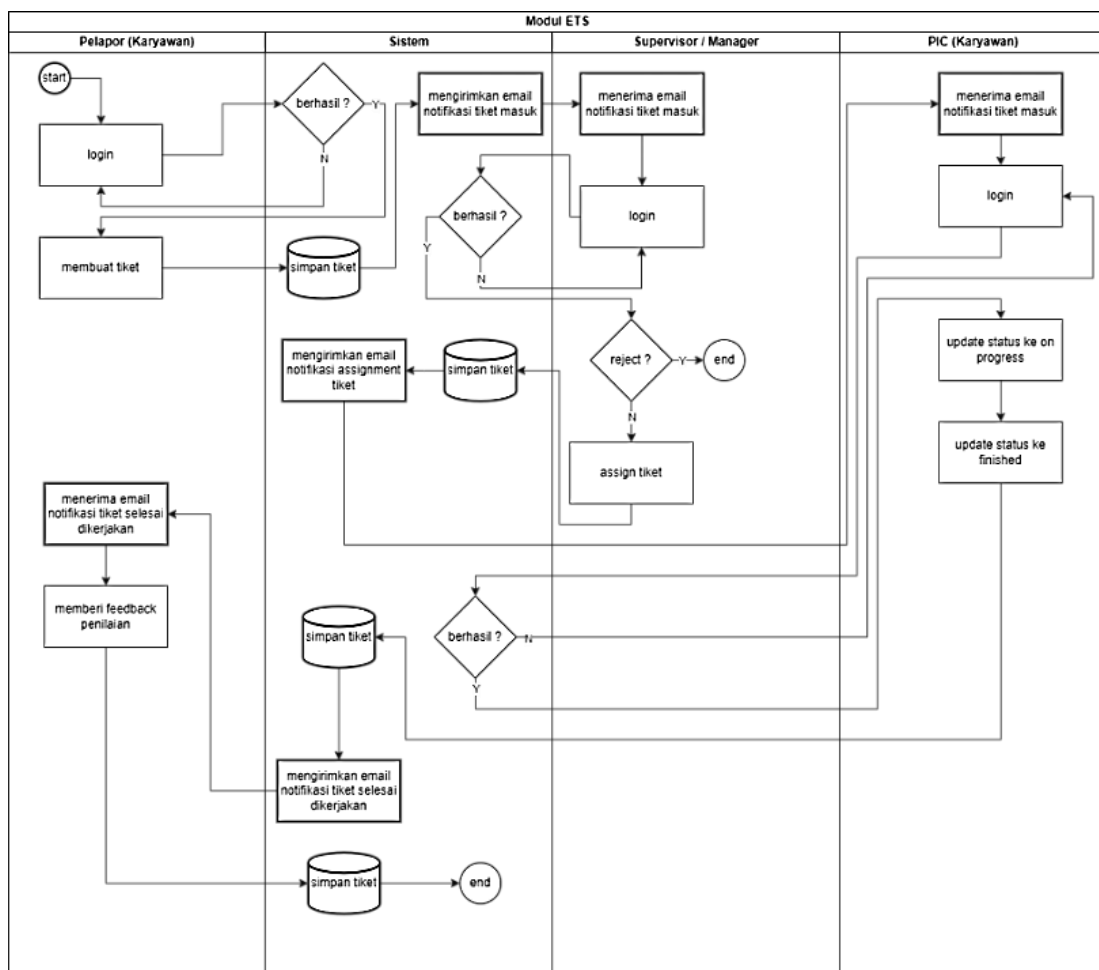 Modul ETS
Pelapor (Karyawan)
Sistem
Supervisor / Manager
PIC (Karyawan)
start
login
berhasil ?
Y
N
membuat tiket
simpan tiket
mengirimkan email
notifikasi tiket masuk
menerima email
notifikasi tiket masuk
login
berhasil ?
Y
N
reject ?
Y
end
N
assign tiket
simpan tiket
mengirimkan email
notifikasi assignment
tiket
menerima email
notifikasi tiket masuk
login
berhasil ?
N
Y
update status ke on
progress
update status ke
finished
simpan tiket
mengirimkan email
notifikasi tiket selesai
dikerjakan
menerima email
notifikasi tiket selesai
dikerjakan
memberi feedback
penilaian
simpan tiket
end